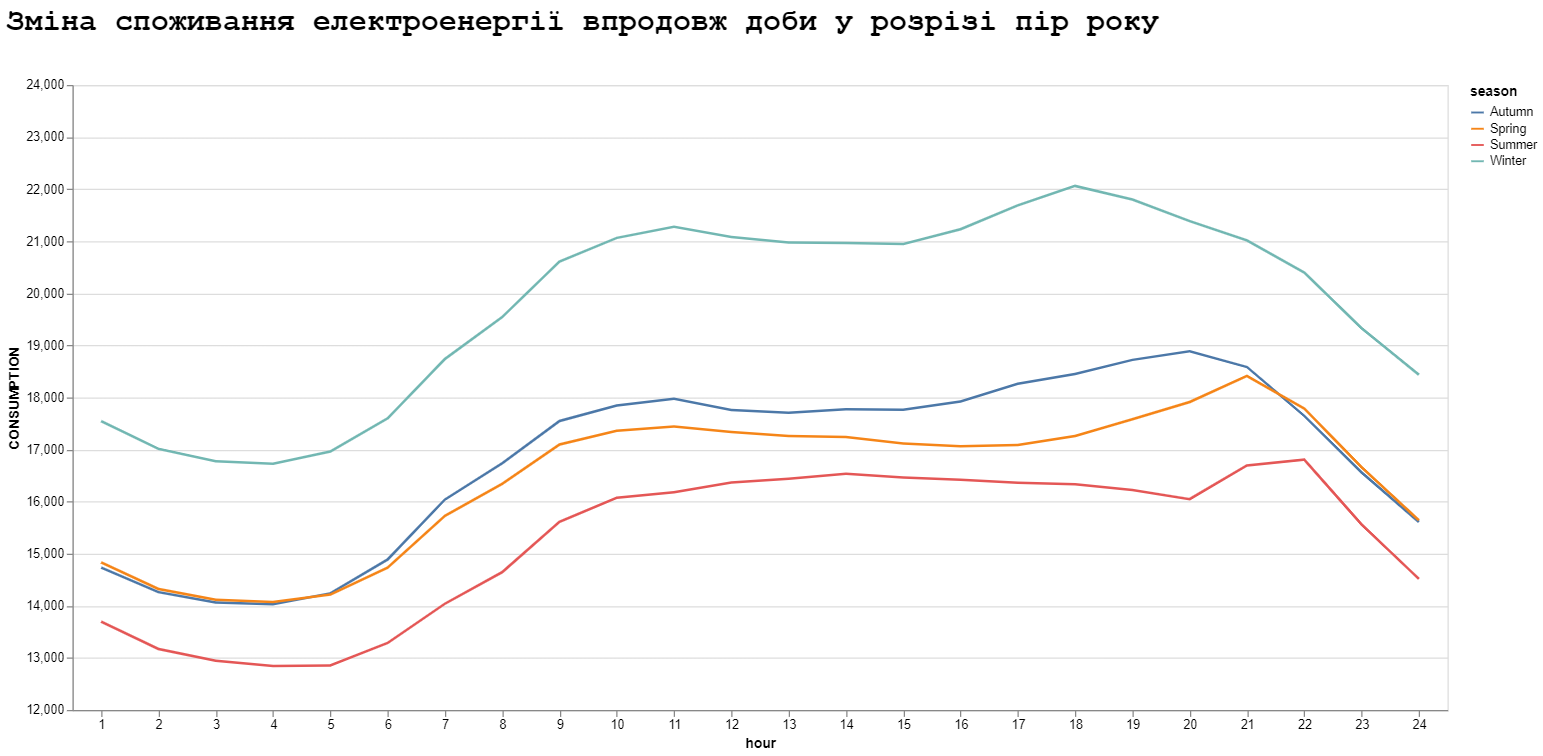 Зміна споживання електроенергії впродовж доби у розрізі пір року
24,000
23,000
22,000
21,000
20,000
19,000
18,000
17,000
16,000
15,000
14,000
13,000
12,000
CONSUMPTION
1 2 3 4 5 6 7 8 9 10 11 12 13 14 15 16 17 18 19 20 21 22 23 24
hour
season
Autumn
Spring
Summer
Winter